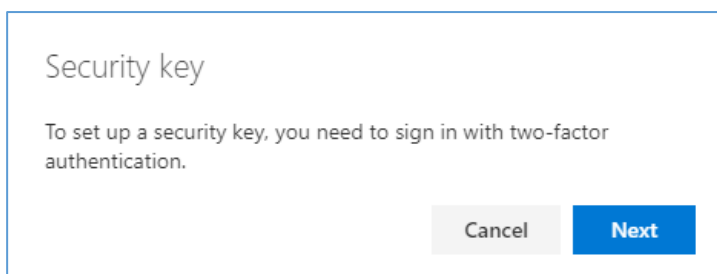 Security key
To set up a security key, you need to sign in with two-factor
authentication.
Cancel
Next